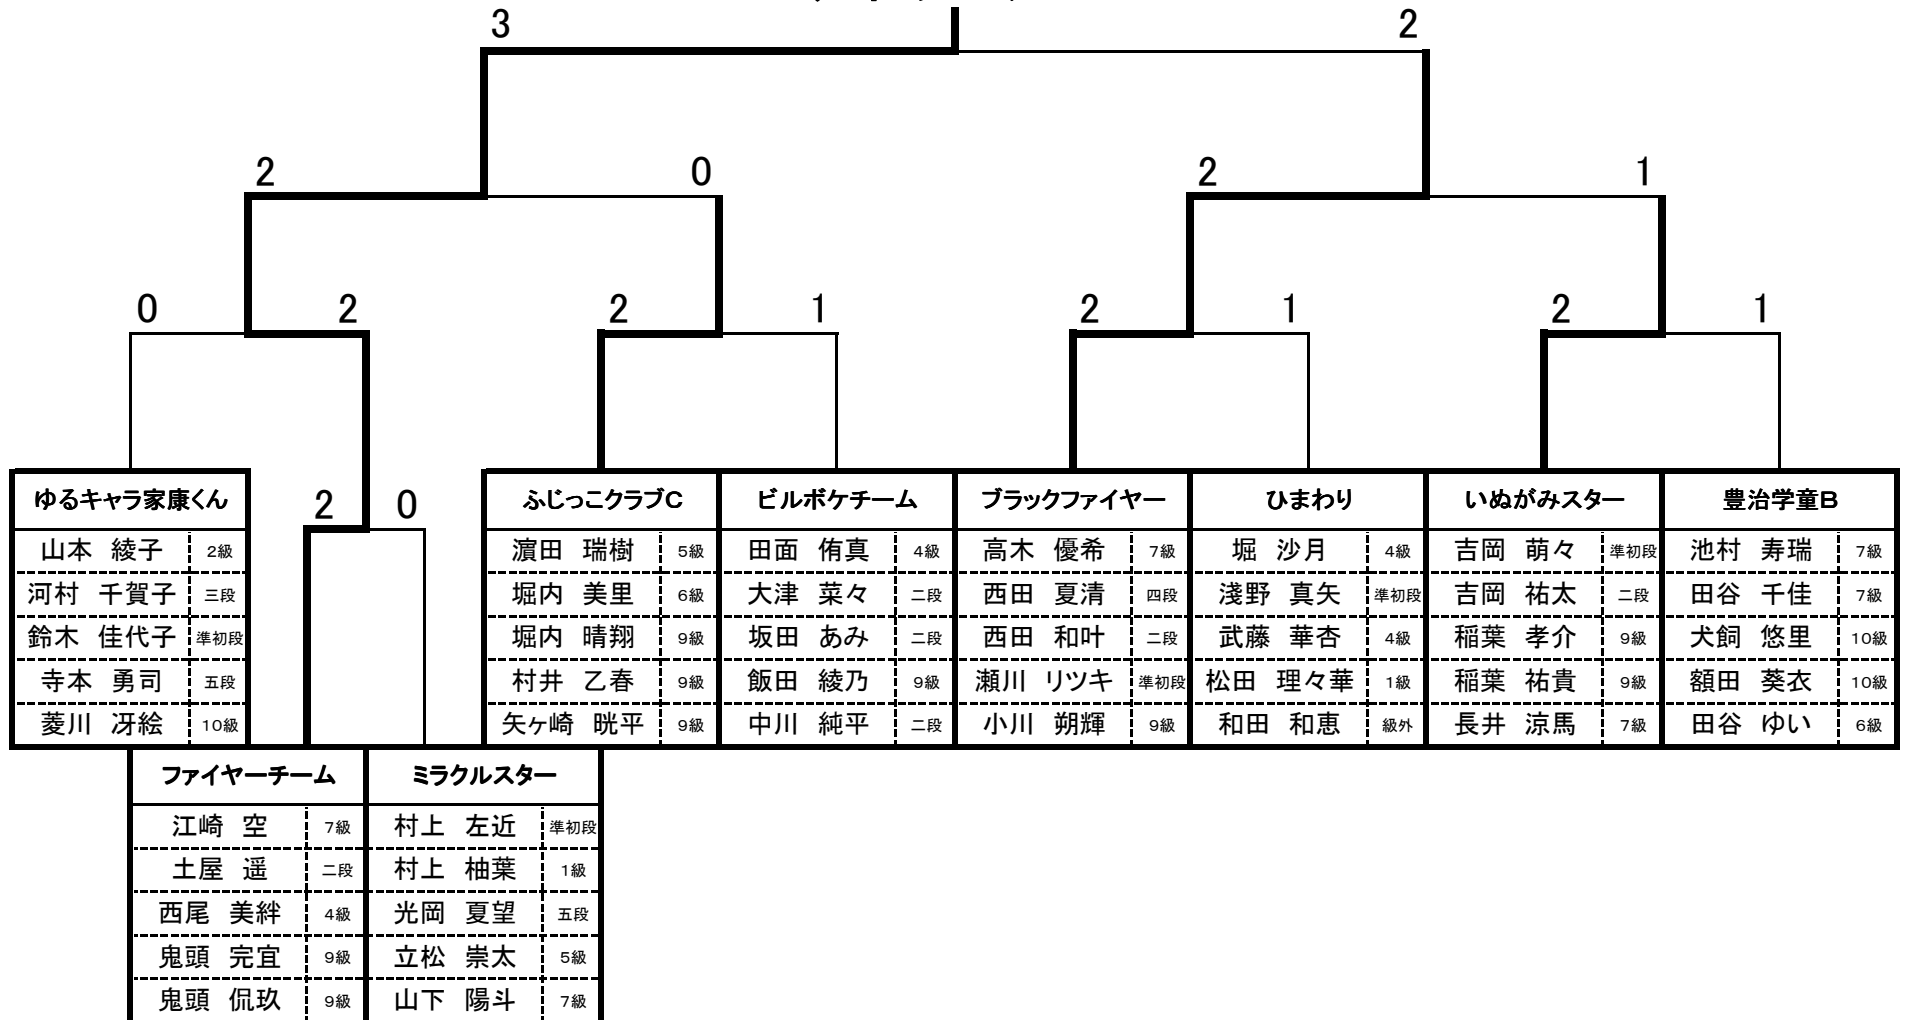 3 2
2 0 2 1
0 2 2 1 2 1 2 1
ゆるキャラ家康くん 2 0 ふじっこクラブC ビルボケチーム ブラックファイヤー ひまわり いぬがみスター 豊治学童B
山本 綾子 2級 濵田 瑞樹 5級 田面 侑真 4級 高木 優希 7級 堀 沙月 4級 吉岡 萌々 準初段 池村 寿瑞 7級
河村 千賀子 三段 堀内 美里 6級 大津 菜々 二段 西田 夏清 四段 淺野 真矢 準初段 吉岡 祐太 二段 田谷 千佳 7級
鈴木 佳代子 準初段 堀内 晴翔 9級 坂田 あみ 二段 西田 和叶 二段 武藤 華杏 4級 稲葉 孝介 9級 犬飼 悠里 10級
寺本 勇司 五段 村井 乙春 9級 飯田 綾乃 9級 瀬川 リツキ 準初段 松田 理々華 1級 稲葉 祐貴 9級 額田 葵衣 10級
菱川 冴絵 10級 矢ヶ崎 晄平 9級 中川 純平 二段 小川 朔輝 9級 和田 和恵 級外 長井 涼馬 7級 田谷 ゆい 6級
ファイヤーチーム ミラクルスター
江崎 空 7級 村上 左近 準初段
土屋 遥 二段 村上 柚葉 1級
西尾 美絆 4級 光岡 夏望 五段
鬼頭 完宜 9級 立松 崇太 5級
鬼頭 侃玖 9級 山下 陽斗 7級